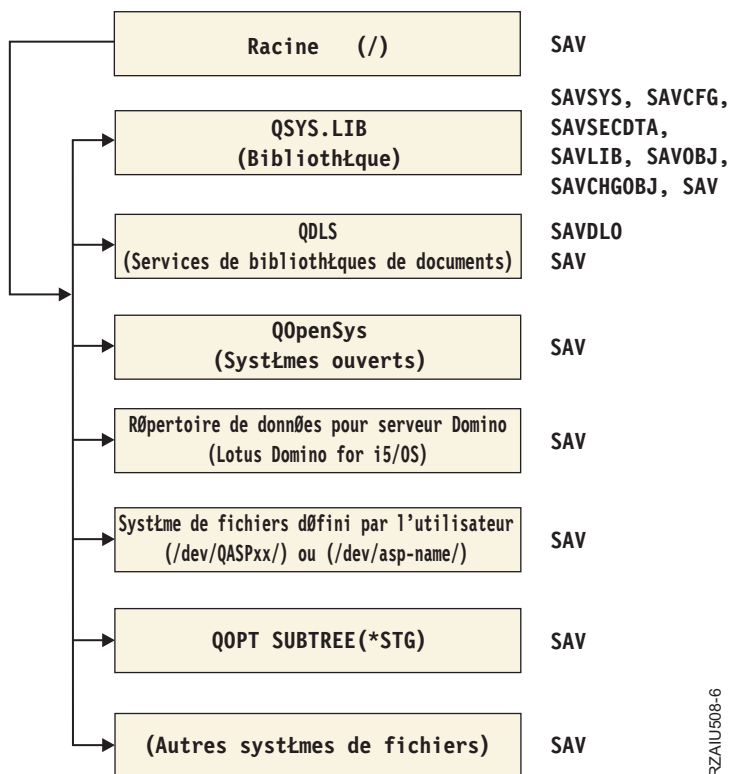 Racine (/)
SAV
QSYS.LIB
(BibliothŁque)
SAVSYS, SAVCFG,
SAVSECDTA,
SAVLIB, SAVOBJ,
SAVCHGOBJ, SAV
QDLS
(Services de bibliothŁques de documents)
SAVDLO
SAV
QOpenSys
(SystŁmes ouverts)
SAV
RØpertoire de donnØes pour serveur Domino
(Lotus Domino for i5/OS)
SAV
SystŁme de fichiers dØfini par l'utilisateur
(/dev/QASPxx/) ou (/dev/asp-name/)
SAV
QOPT SUBTREE(*STG)
SAV
(Autres systŁmes de fichiers)
SAV
RZAIU508-6